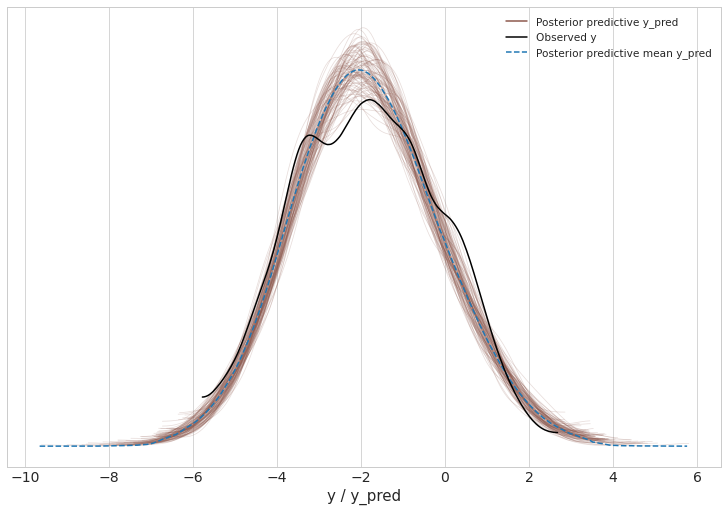 Posterior predictive y_pred
Observed y
Posterior predictive mean y_pred
−10 −8 −6 −4 −2 0 2 4 6
y / y_pred